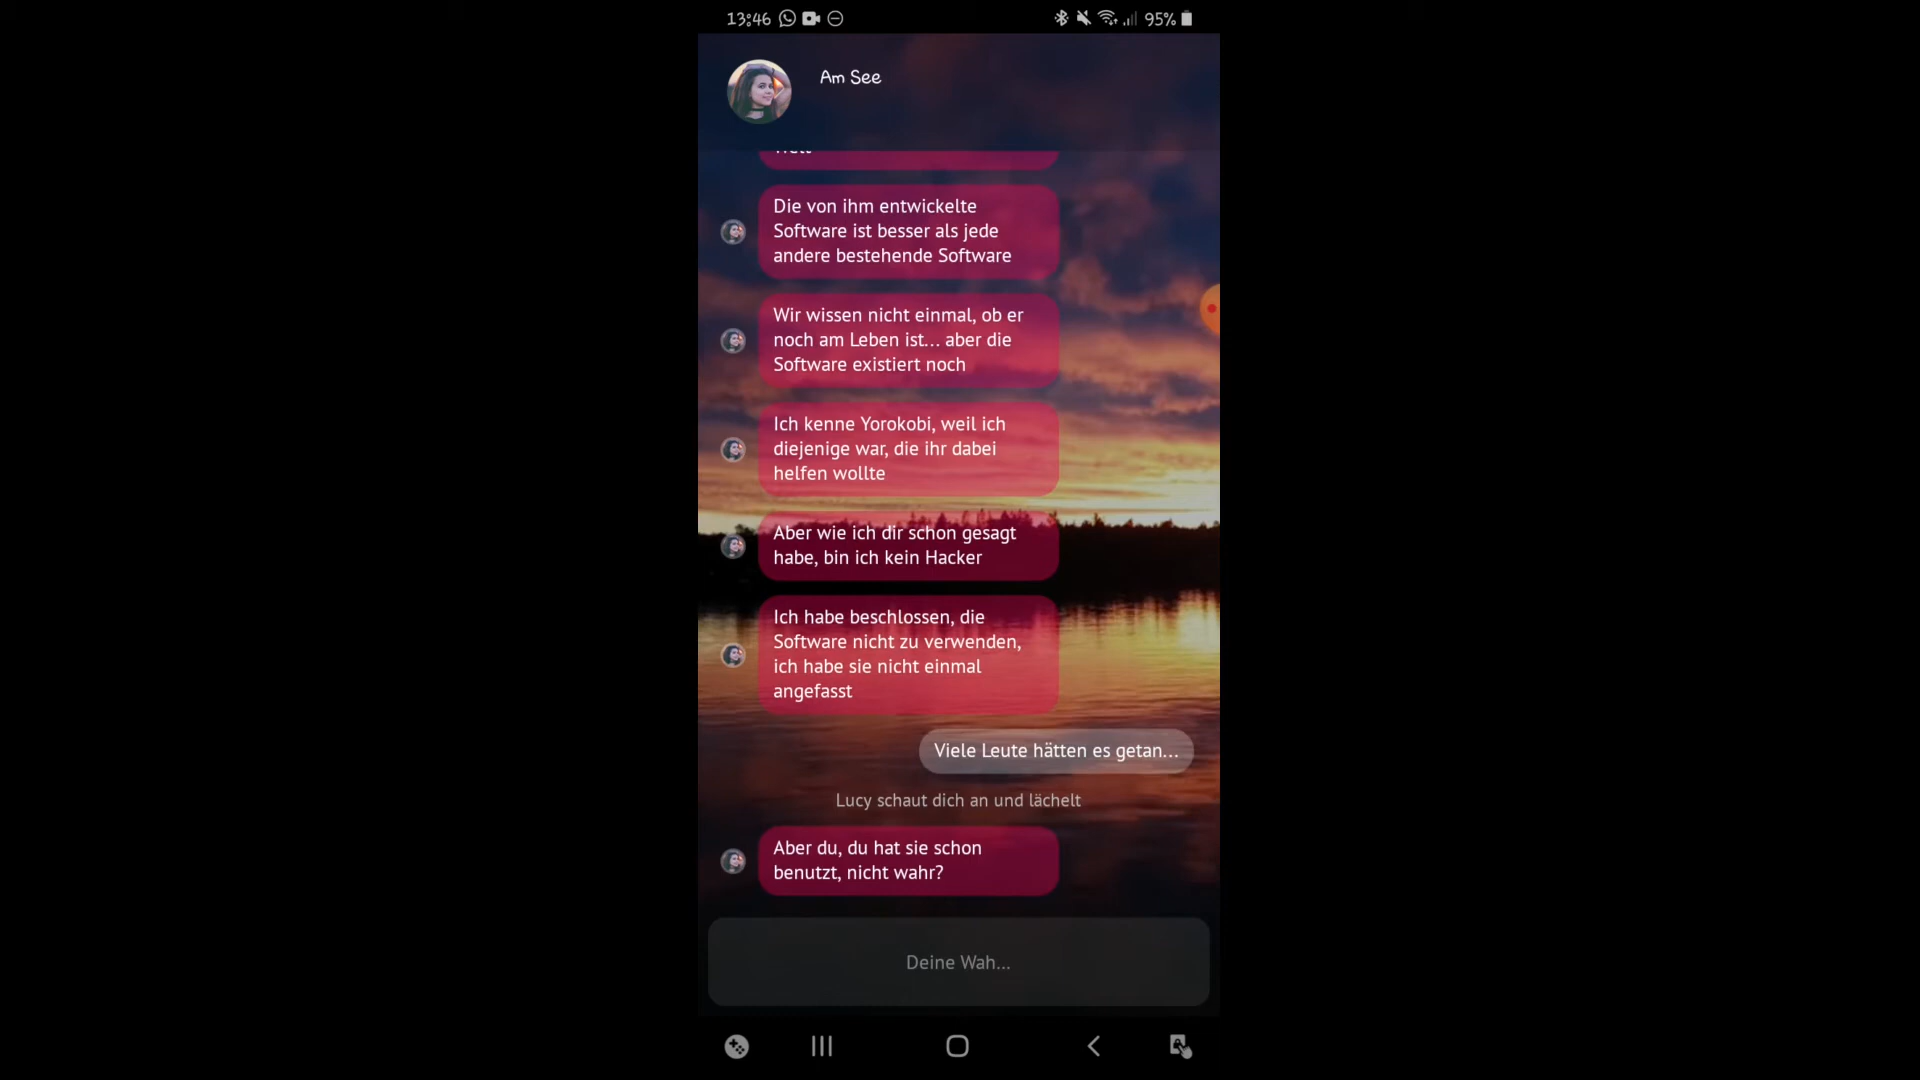 13:46
95%
Am See
Die von ihm entwickelte
Software ist besser als jede
andere bestehende Software
Wir wissen nicht einmal, ob er
noch am Leben ist... aber die
Software existiert noch
Ich kenne Yorokobi, weil ich
diejenige war, die ihr dabei
helfen wollte
Aber wie ich dir schon gesagt
habe, bin ich kein Hacker
Ich habe beschlossen, die
Software nicht zu verwenden,
ich habe sie nicht einmal
angefasst
Viele Leute hätten es getan...
Lucy schaut dich an und lächelt
Aber du, du hat sie schon
benutzt, nicht wahr?
Deine Wah...